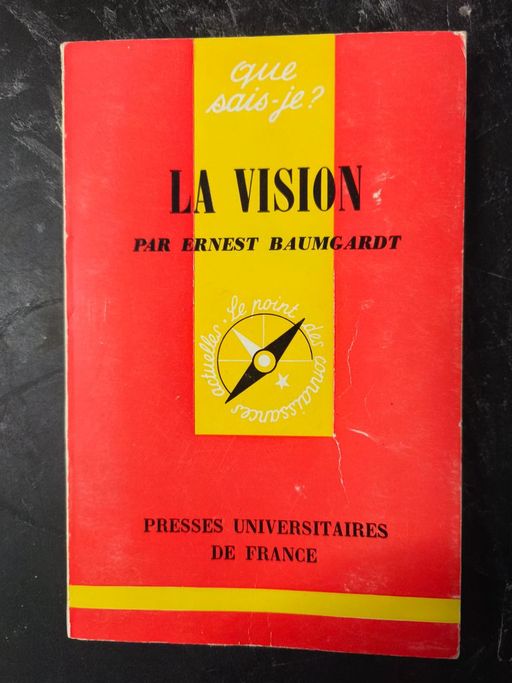 que
sais-je?
LA VISION
PAR ERNEST BAUMGARDT
Le point des connaissances actuelles.
PRESSES UNIVERSITAIRES
DE FRANCE